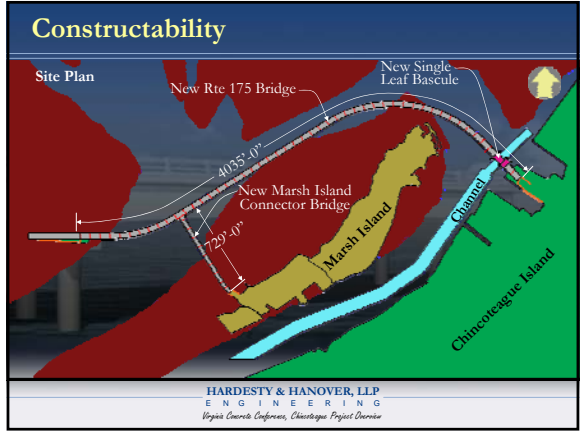 Constructability
Site Plan
New Single
Leaf Bascule
New Rte 175 Bridge
4035'-0"
New Marsh Island
Connector Bridge
729'-0"
Marsh Island
Channel
Chincoteague Island
HARDESTY & HANOVER, LLP
ENGINEERING
Virginia Concrete Conference, Chincoteague Project Overview